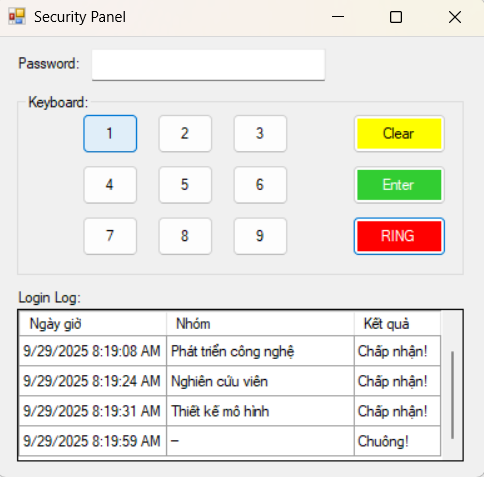 Security Panel
Password:
Keyboard:
1 2 3 Clear
4 5 6 Enter
7 8 9 RING
Login Log:
Ngày giờ Nhóm Kết quả
9/29/2025 8:19:08 AM Phát triển công nghệ Chấp nhận!
9/29/2025 8:19:24 AM Nghiên cứu viên Chấp nhận!
9/29/2025 8:19:31 AM Thiết kế mô hình Chấp nhận!
9/29/2025 8:19:59 AM – Chuông!